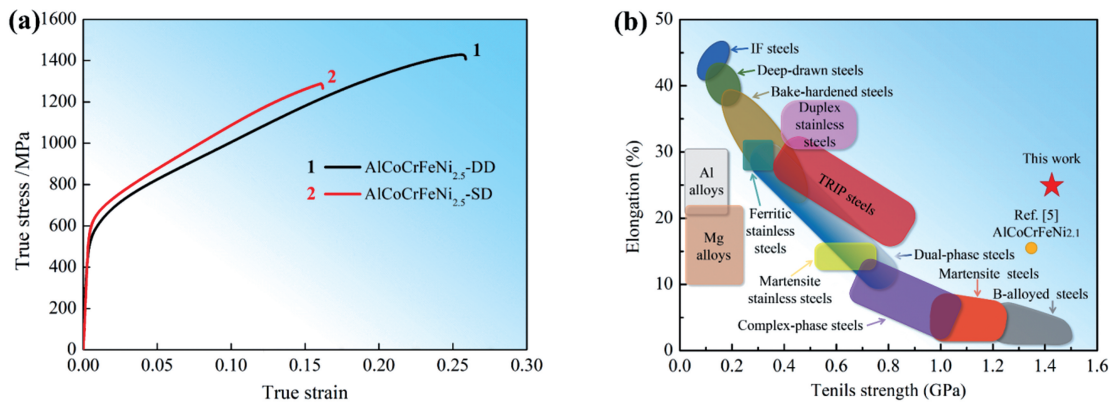 (a)
1600
1400
1200
1000
800
600
400
200
0
True stress /MPa
0.00
0.05
0.10
0.15
0.20
0.25
0.30
True strain
1
2
1 AlCoCrFeNi2.5-DD
2 AlCoCrFeNi2.5-SD
(b)
50
40
30
20
10
0
Elongation (%)
0.0
0.2
0.4
0.6
0.8
1.0
1.2
1.4
1.6
Tenils strength (GPa)
IF steels
Deep-drawn steels
Bake-hardened steels
Duplex
stainless
steels
Al
alloys
TRIP steels
This work
Ferritic
stainless
steels
Ref. [5]
AlCoCrFeNi2.1
Mg
alloys
Dual-phase steels
Martensite
stainless steels
Martensite steels
B-alloyed steels
Complex-phase steels